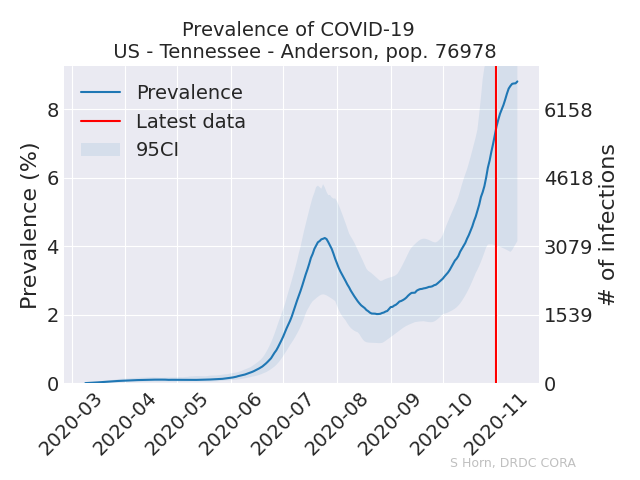 Prevalence of COVID-19
US - Tennessee - Anderson, pop. 76978
Prevalence
Latest data
95CI
Prevalence (%)
8
6
4
2
0
6158
4618
3079
1539
0
# of infections
2020-03
2020-04
2020-05
2020-06
2020-07
2020-08
2020-09
2020-10
2020-11
S Horn, DRDC CORA